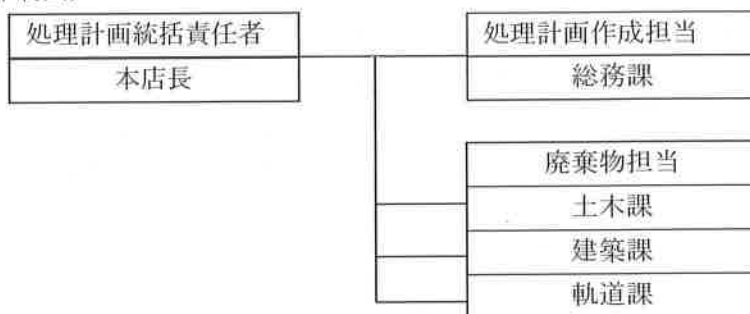 処理計画統括責任者
本店長
処理計画作成担当
総務課
廃棄物担当
土木課
建築課
軌道課